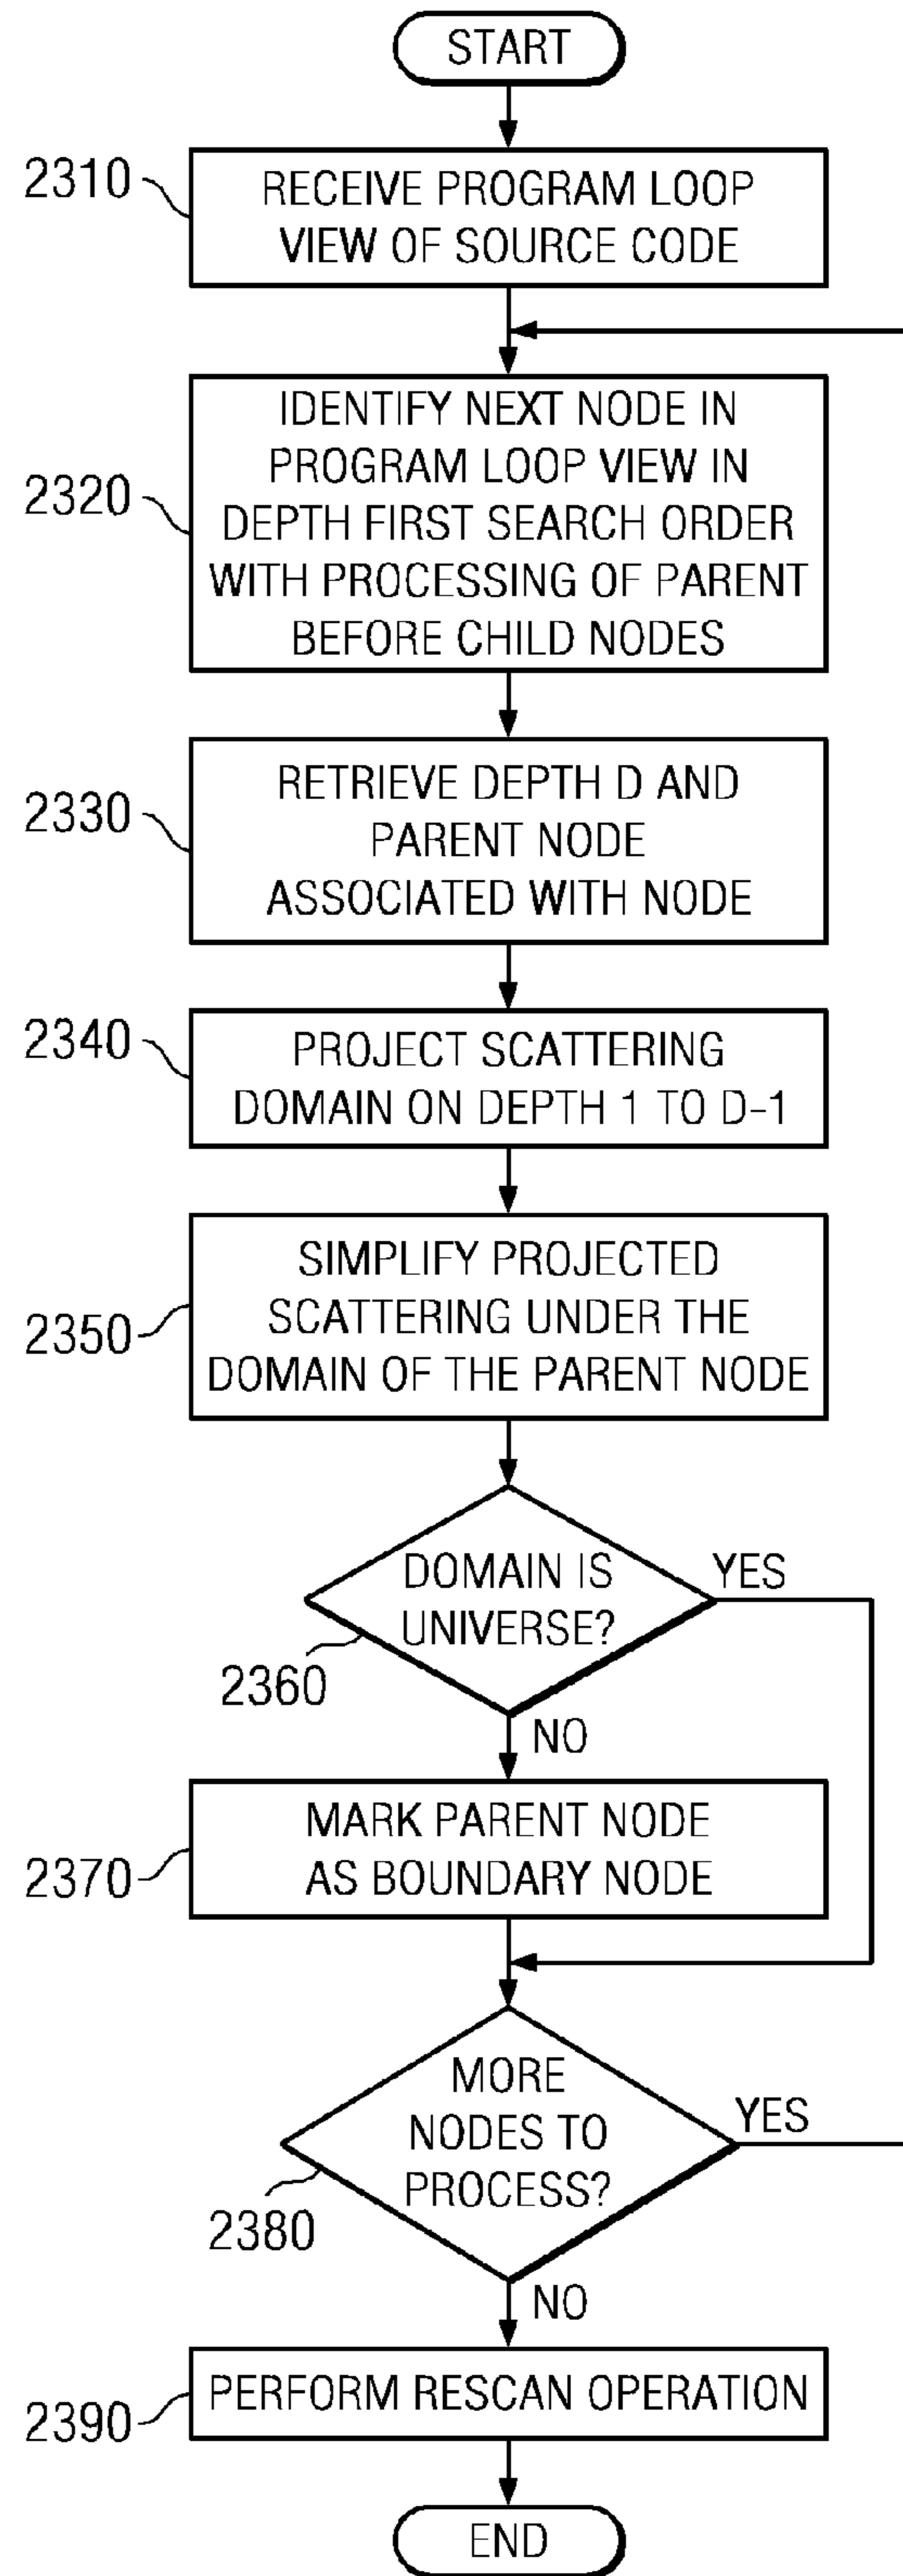 START
2310
RECEIVE PROGRAM LOOP
VIEW OF SOURCE CODE
2320
IDENTIFY NEXT NODE IN
PROGRAM LOOP VIEW IN
DEPTH FIRST SEARCH ORDER
WITH PROCESSING OF PARENT
BEFORE CHILD NODES
2330
RETRIEVE DEPTH D AND
PARENT NODE
ASSOCIATED WITH NODE
2340
PROJECT SCATTERING
DOMAIN ON DEPTH 1 TO D-1
2350
SIMPLIFY PROJECTED
SCATTERING UNDER THE
DOMAIN OF THE PARENT NODE
DOMAIN IS
UNIVERSE?
YES
2360
NO
2370
MARK PARENT NODE
AS BOUNDARY NODE
MORE
NODES TO
PROCESS?
YES
2380
NO
2390
PERFORM RESCAN OPERATION
END